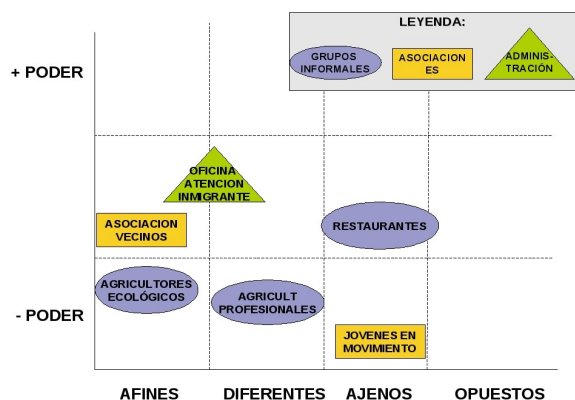 LEYENDA:
GRUPOS
INFORMALES
ASOCIACION
ES
ADMINIS-
TRACIÓN
+ PODER
OFICINA
ATENCION
INMIGRANTE
ASOCIACION
VECINOS
RESTAURANTES
AGRICULTORES
ECOLÓGICOS
AGRICULT
PROFESIONALES
- PODER
JOVENES EN
MOVIMIENTO
AFINES
DIFERENTES
AJENOS
OPUESTOS